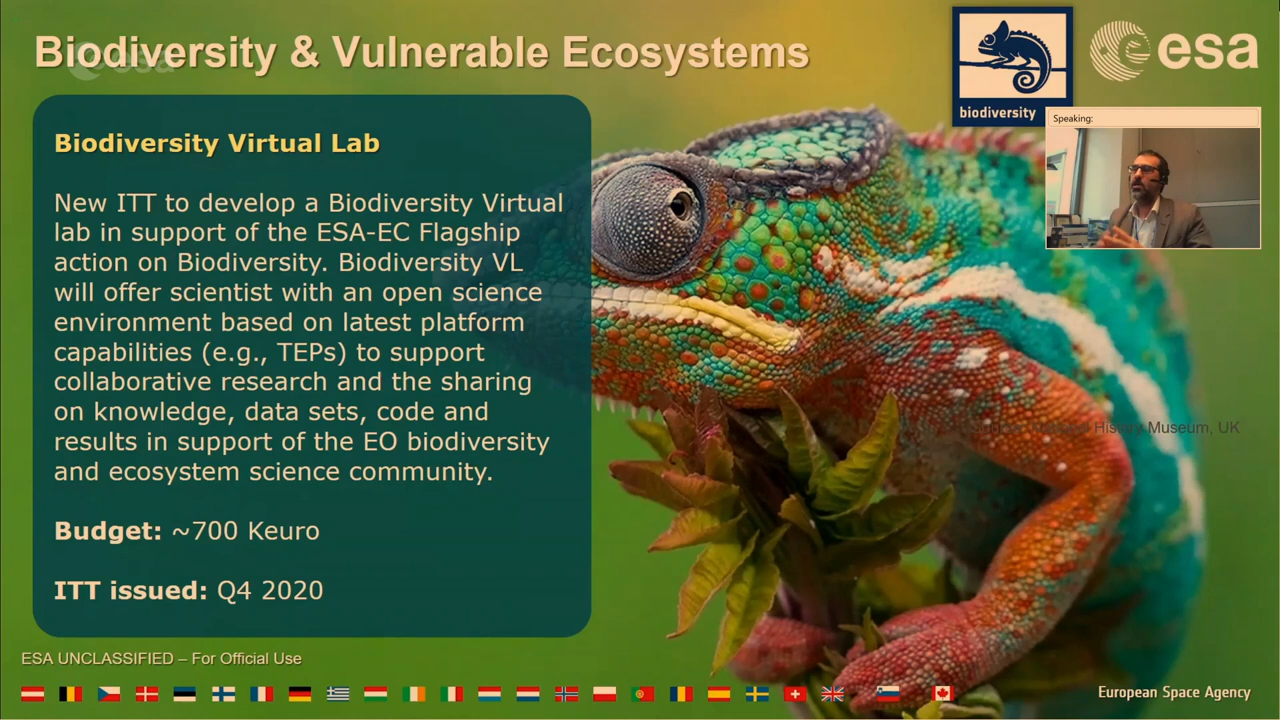 Biodiversity & Vulnerable Ecosystems
esa
biodiversity
esa
Speaking:
Biodiversity Virtual Lab
New ITT to develop a Biodiversity Virtual
lab in support of the ESA-EC Flagship
action on Biodiversity. Biodiversity VL
will offer scientist with an open science
environment based on latest platform
capabilities (e.g., TEPs) to support
collaborative research and the sharing
on knowledge, data sets, code and
results in support of the EO biodiversity
and ecosystem science community.
Budget: ~700 Keuro
ITT issued: Q4 2020
History Museum, UK
ESA UNCLASSIFIED – For Official Use
European Space Agency